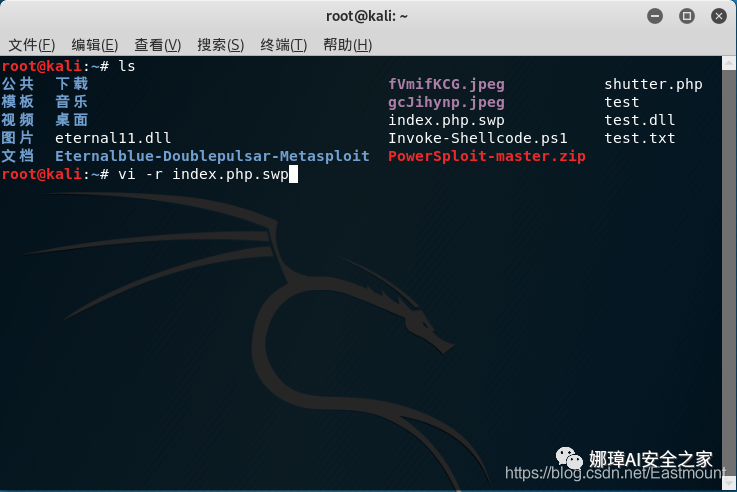 root@kali: ~
文件(F) 编辑(E) 查看(V) 搜索(S) 终端(T) 帮助(H)
root@kali:~# ls
公共 下载 fVmifKCG.jpeg shutter.php
模板 音乐 gcJihynp.jpeg test
视频 桌面 index.php.swp test.dll
图片 eternal11.dll Invoke-Shellcode.ps1 test.txt
文档 Eternalblue-Doublepulsar-Metasploit PowerSploit-master.zip
root@kali:~# vi -r index.php.swp
娜璋AI安全之家
https://blog.csdn.net/Eastmount